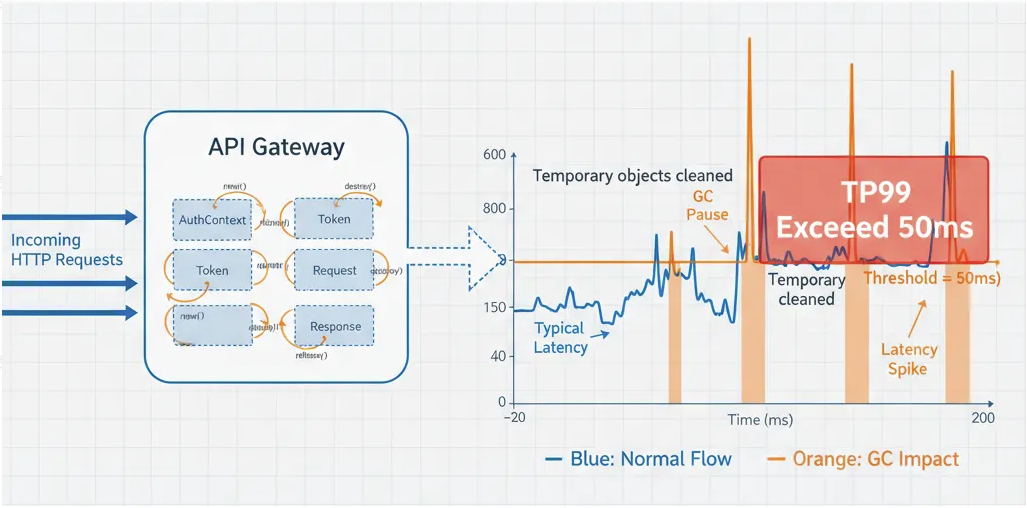 API Gateway
new()
destroy()
AuthContext
Token
Incoming
HTTP Requests
Token
Request
new()
Response
600
800
150
40
0
-20
Time (ms)
200
Temporary objects cleaned
GC
Pause
TP99
Exceeed 50ms
Temporary
cleaned
Threshold = 50ms)
Typical
Latency
Latency
Spike
Blue: Normal Flow
Orange: GC Impact